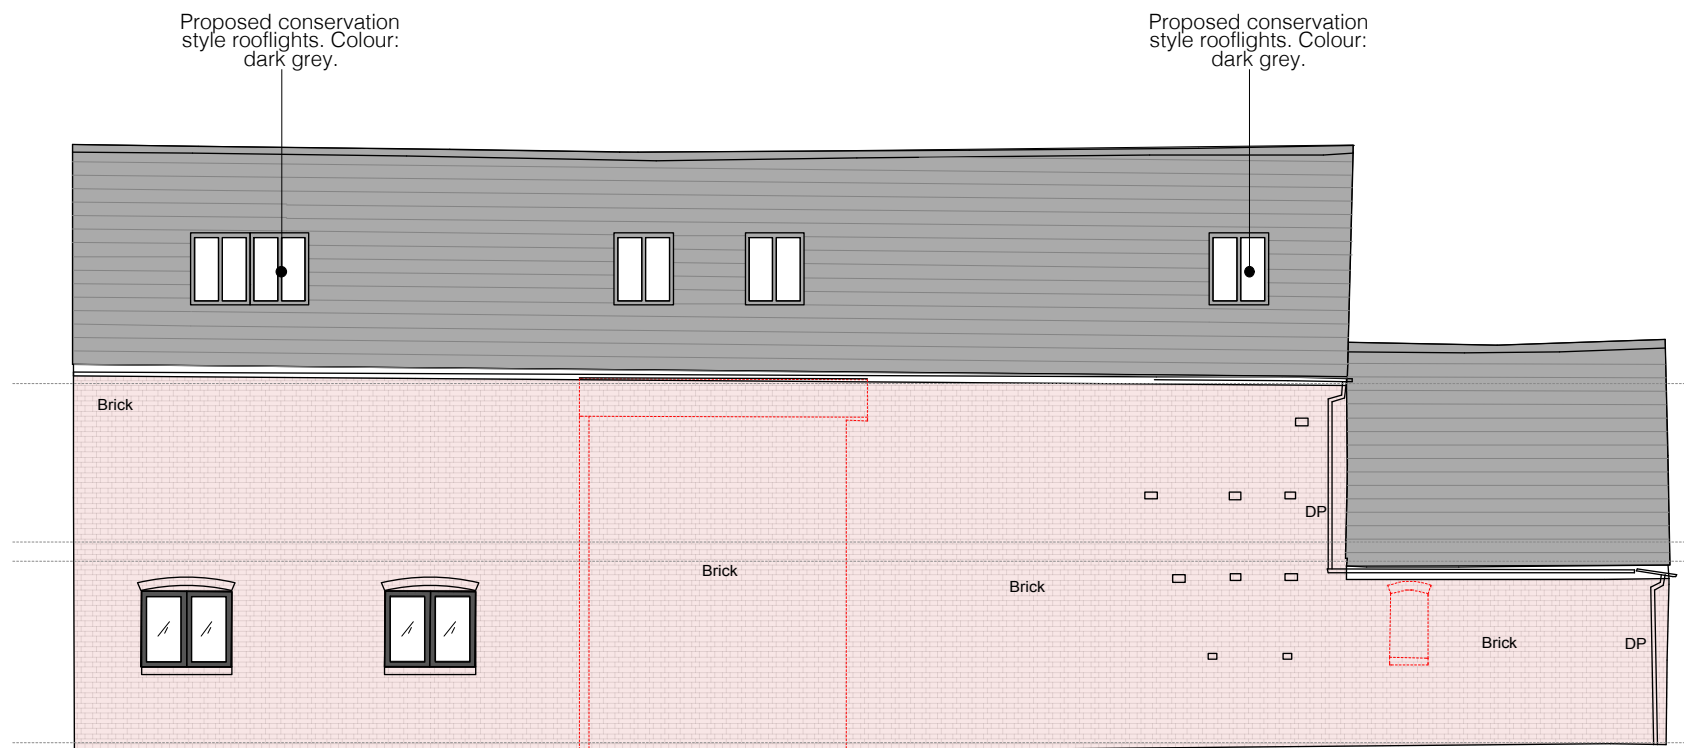 Proposed conservation
style rooflights. Colour:
dark grey.
Proposed conservation
style rooflights. Colour:
dark grey.
Brick
DP
Brick
Brick
Brick
DP